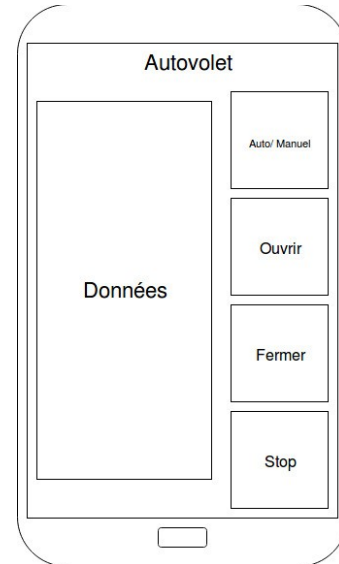 Autovolet
Données
Auto/ Manuel
Ouvrir
Fermer
Stop